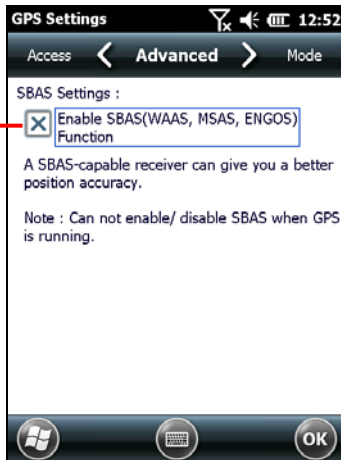 GPS Settings 12:52
Access Advanced Mode
SBAS Settings :
Enable SBAS(WAAS, MSAS, ENGOS)
Function
A SBAS-capable receiver can give you a better
position accuracy.
Note : Can not enable/ disable SBAS when GPS
is running.
OK